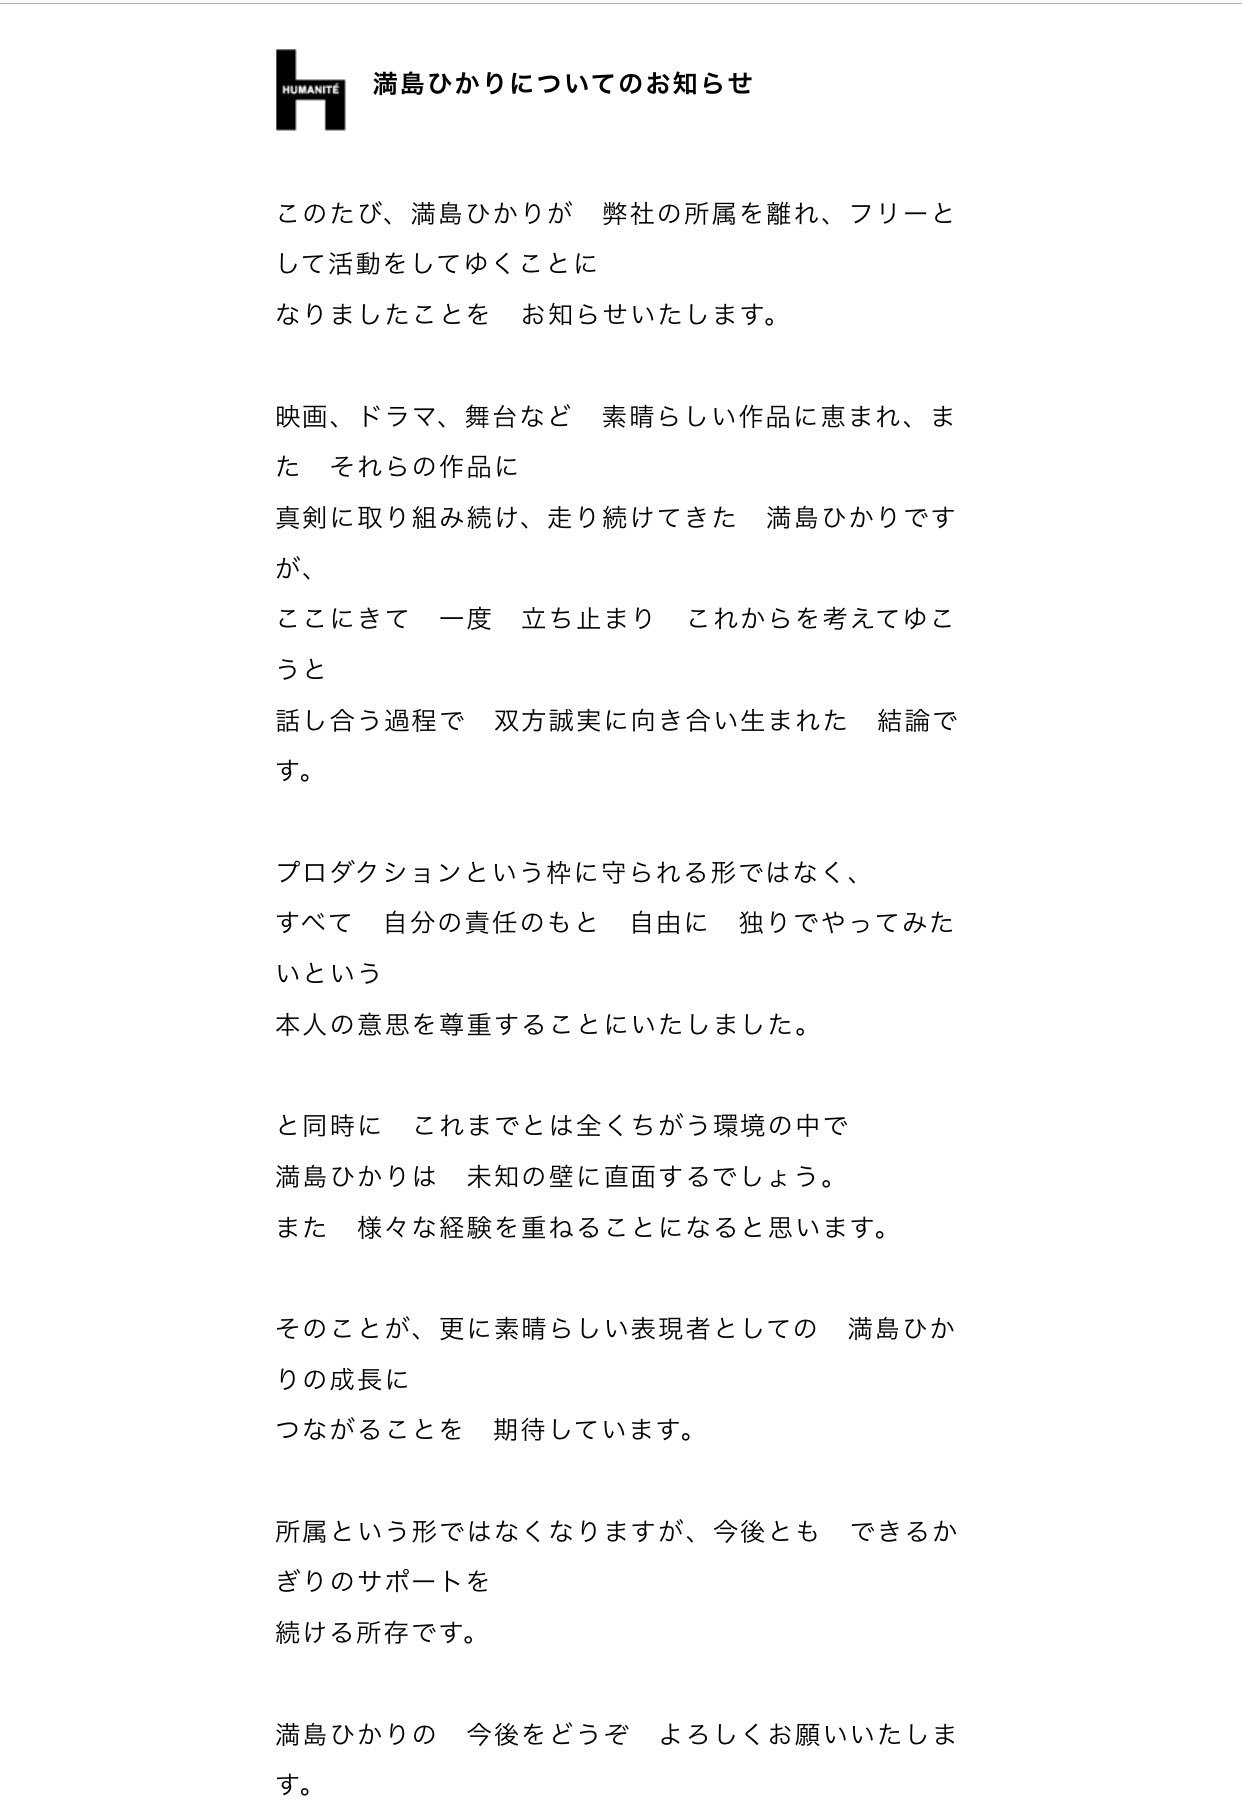 HUMANITÉ
満島ひかりについてのお知らせ
このたび、満島ひかりが　弊社の所属を離れ、フリーと
して活動をしてゆくことに
なりましたことを　お知らせいたします。
映画、ドラマ、舞台など　素晴らしい作品に恵まれ、ま
た　それらの作品に
真剣に取り組み続け、走り続けてきた　満島ひかりです
が、
ここにきて　一度　立ち止まり　これからを考えてゆこ
うと
話し合う過程で　双方誠実に向き合い生まれた　結論で
す。
プロダクションという枠に守られる形ではなく、
すべて　自分の責任のもと　自由に　独りでやってみた
いという
本人の意思を尊重することにいたしました。
と同時に　これまでとは全くちがう環境の中で
満島ひかりは　未知の壁に直面するでしょう。
また　様々な経験を重ねることになると思います。
そのことが、更に素晴らしい表現者としての　満島ひか
りの成長に
つながることを　期待しています。
所属という形ではなくなりますが、今後とも　できるか
ぎりのサポートを
続ける所存です。
満島ひかりの　今後をどうぞ　よろしくお願いいたしま
す。